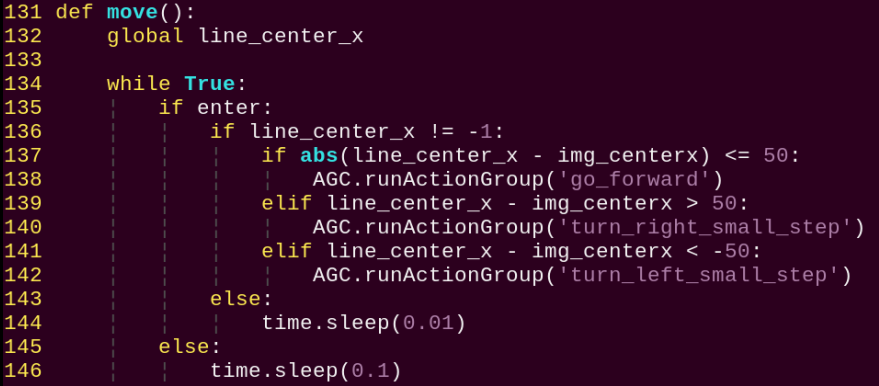 131 def move():
132     global line_center_x
133
134     while True:
135         if enter:
136             if line_center_x != -1:
137                 if abs(line_center_x - img_centerx) <= 50:
138                     AGC.runActionGroup('go_forward')
139                 elif line_center_x - img_centerx > 50:
140                     AGC.runActionGroup('turn_right_small_step')
141                 elif line_center_x - img_centerx < -50:
142                     AGC.runActionGroup('turn_left_small_step')
143             else:
144                 time.sleep(0.01)
145         else:
146             time.sleep(0.1)